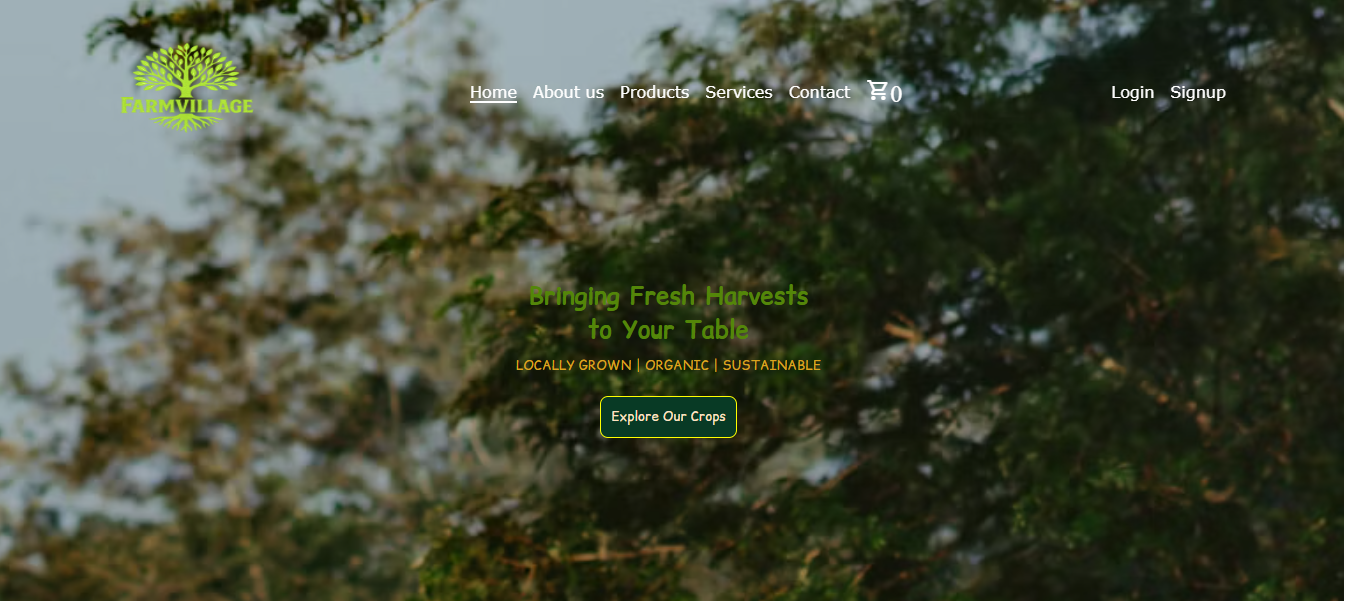 FARMVILLAGE
Home About us Products Services Contact 0 Login Signup
Bringing Fresh Harvests
to Your Table
LOCALLY GROWN | ORGANIC | SUSTAINABLE
Explore Our Crops